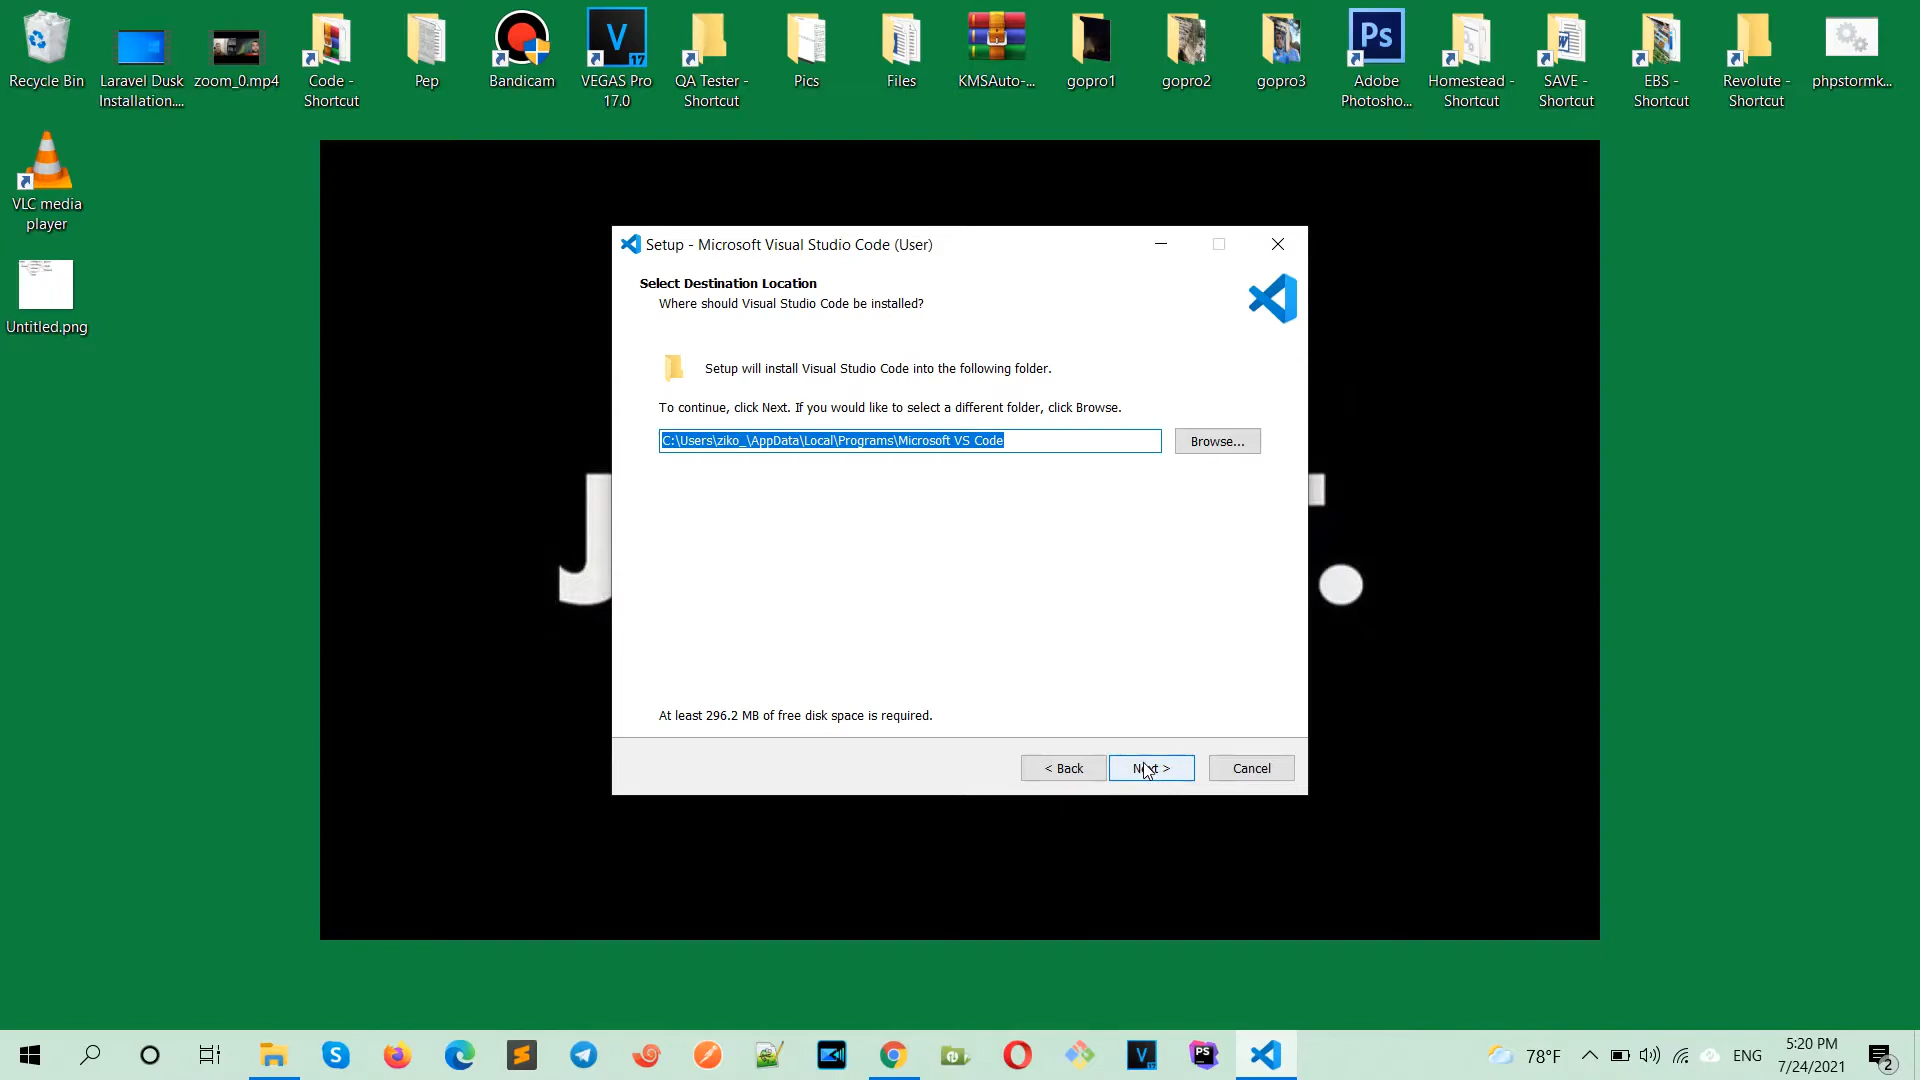 Recycle Bin
Laravel Dusk
Installation....
zoom_0.mp4
Code -
Shortcut
Pep
Bandicam
VEGAS Pro
17.0
QA Tester -
Shortcut
Pics
Files
KMSAuto-...
gopro1
gopro2
gopro3
Adobe
Photosho...
Homestead -
Shortcut
SAVE -
Shortcut
EBS -
Shortcut
Revolute -
Shortcut
phpstormk...
VLC media
player
Untitled.png
Setup - Microsoft Visual Studio Code (User)
Select Destination Location
Where should Visual Studio Code be installed?
Setup will install Visual Studio Code into the following folder.
To continue, click Next. If you would like to select a different folder, click Browse.
C:\Users\ziko_\AppData\Local\Programs\Microsoft VS Code
Browse...
J
.
At least 296.2 MB of free disk space is required.
< Back
Next >
Cancel
78°F
ENG
5:20 PM
7/24/2021
2